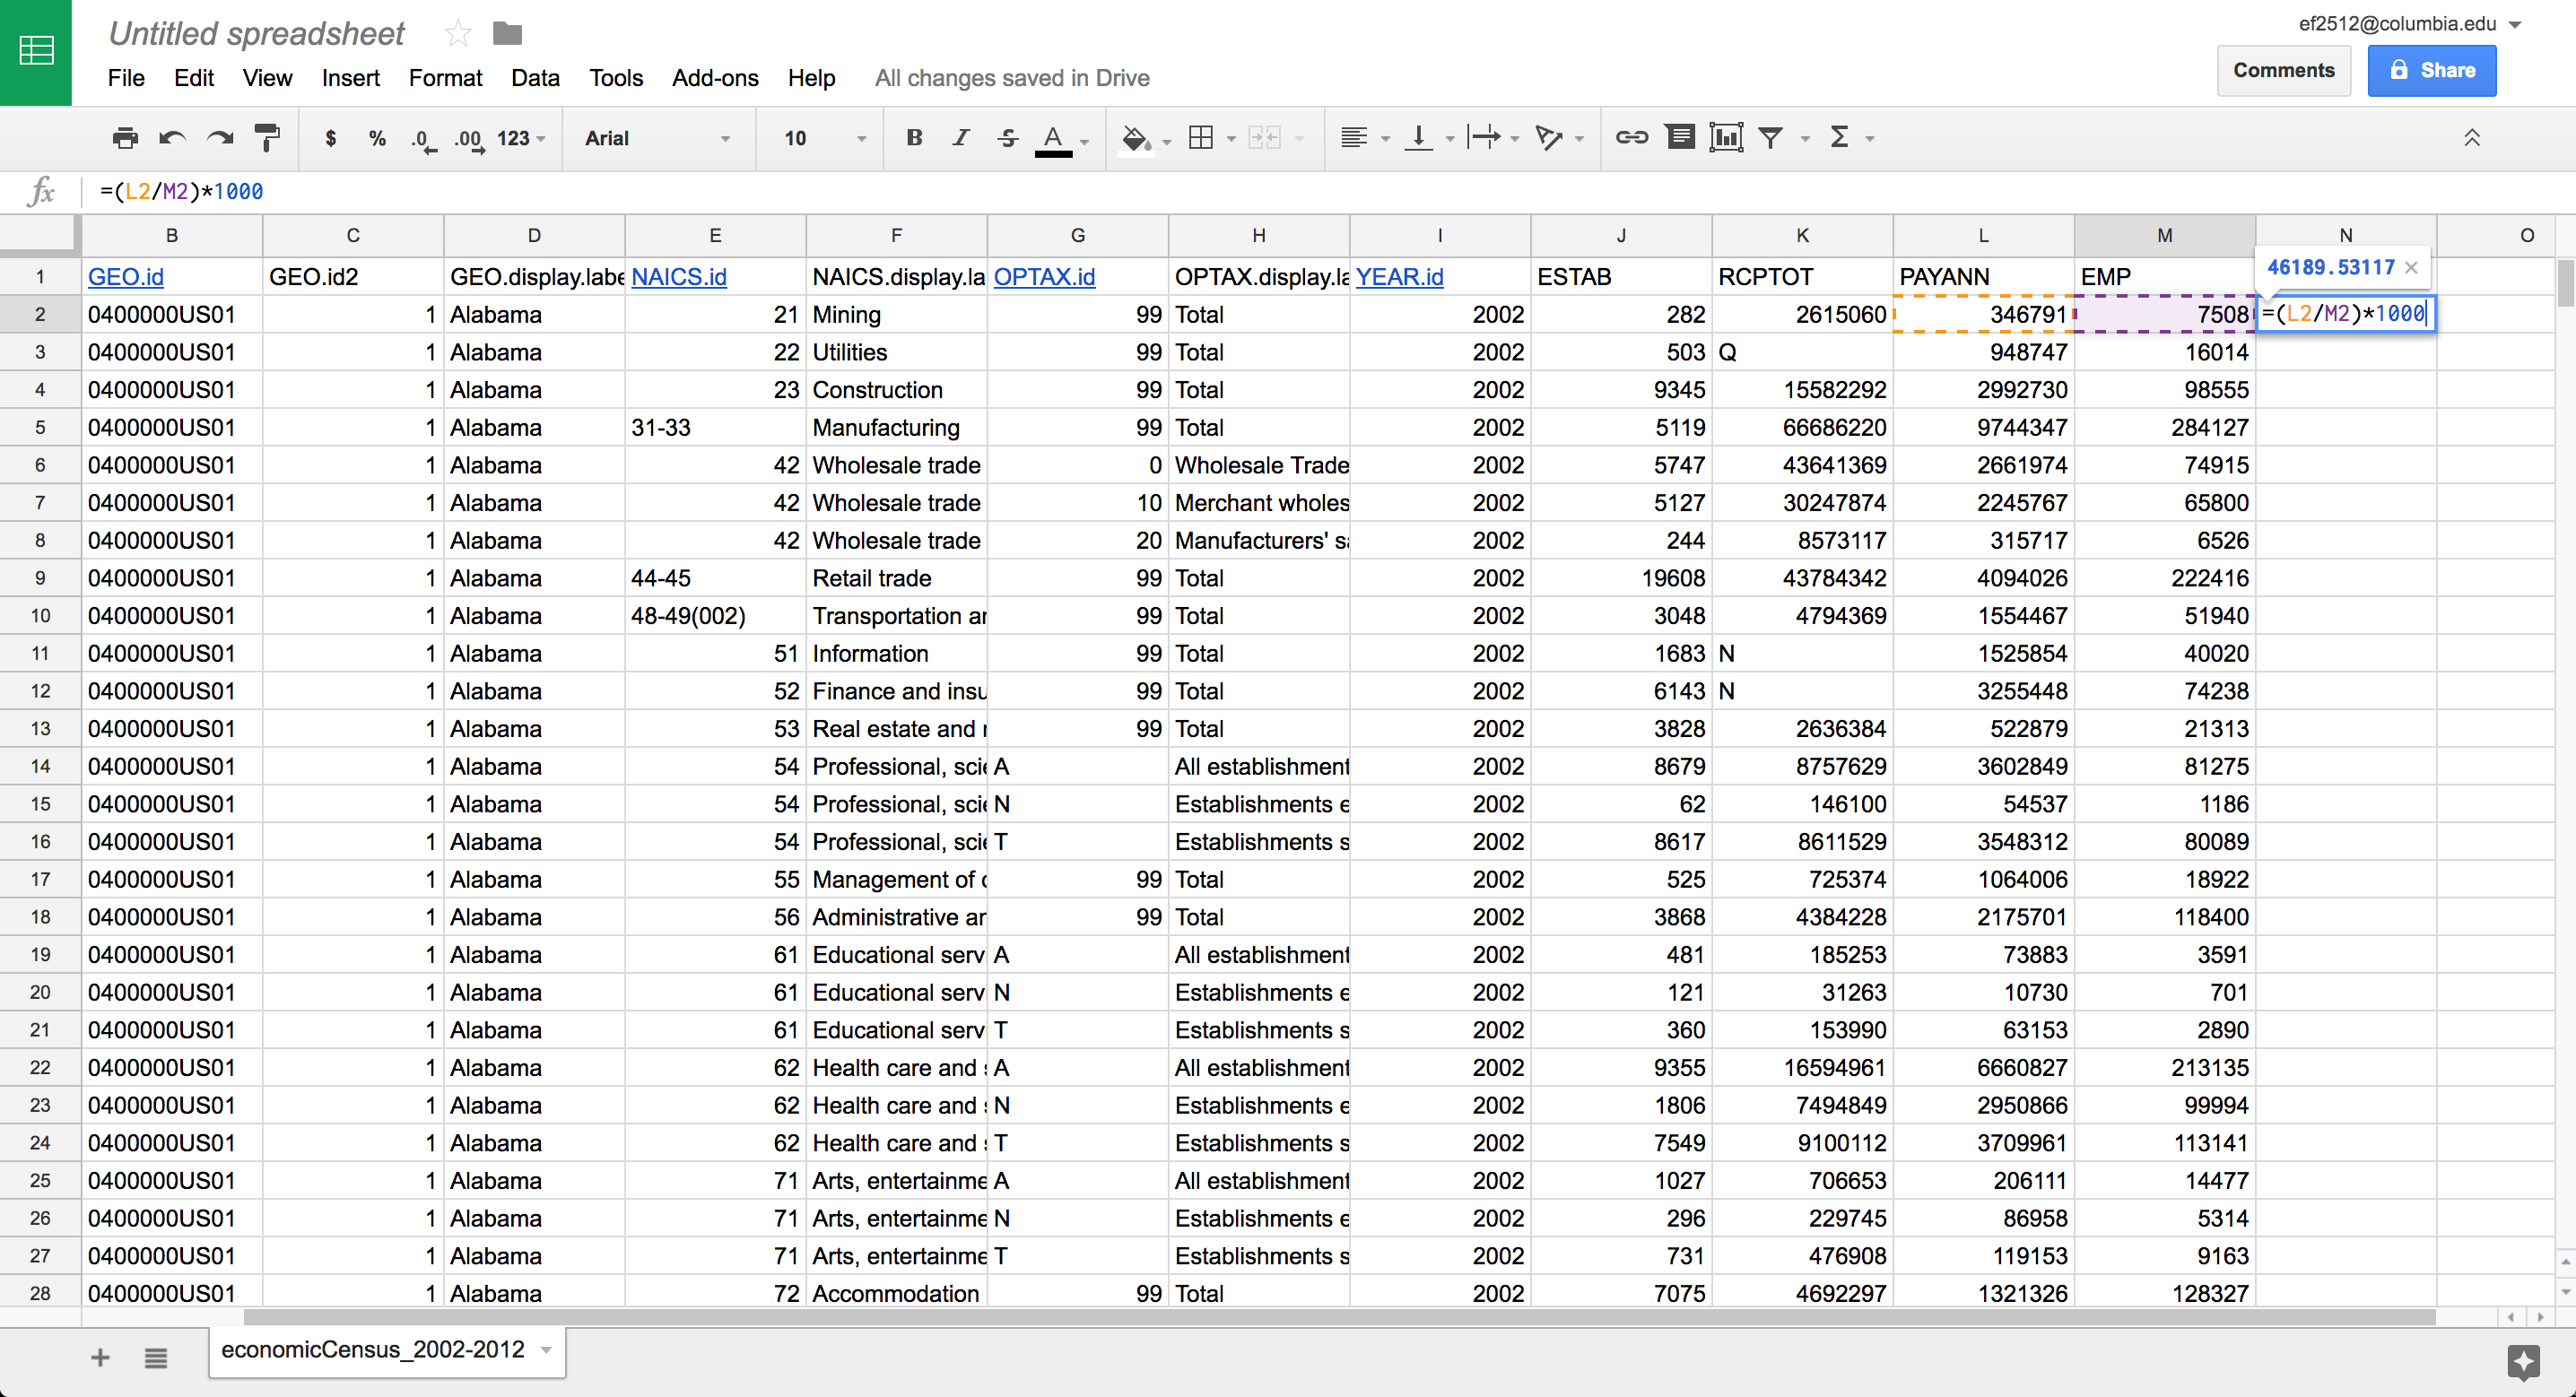 Untitled spreadsheet
ef2512@columbia.edu
File Edit View Insert Format Data Tools Add-ons Help All changes saved in Drive
Comments Share
$ % .0 .00 123 Arial 10 B I S A Σ
fx =(L2/M2)*1000
B C D E F G H I J K L M N O
46189.53117 ×
1 GEO.id GEO.id2 GEO.display.labe NAICS.id NAICS.display.la OPTAX.id OPTAX.display.la YEAR.id ESTAB RCPTOT PAYANN EMP
2 0400000US01 1 Alabama 21 Mining 99 Total 2002 282 2615060 346791 7508 =(L2/M2)*1000
3 0400000US01 1 Alabama 22 Utilities 99 Total 2002 503 Q 948747 16014
4 0400000US01 1 Alabama 23 Construction 99 Total 2002 9345 15582292 2992730 98555
5 0400000US01 1 Alabama 31-33 Manufacturing 99 Total 2002 5119 66686220 9744347 284127
6 0400000US01 1 Alabama 42 Wholesale trade 0 Wholesale Trade 2002 5747 43641369 2661974 74915
7 0400000US01 1 Alabama 42 Wholesale trade 10 Merchant wholes 2002 5127 30247874 2245767 65800
8 0400000US01 1 Alabama 42 Wholesale trade 20 Manufacturers' sa 2002 244 8573117 315717 6526
9 0400000US01 1 Alabama 44-45 Retail trade 99 Total 2002 19608 43784342 4094026 222416
10 0400000US01 1 Alabama 48-49(002) Transportation ar 99 Total 2002 3048 4794369 1554467 51940
11 0400000US01 1 Alabama 51 Information 99 Total 2002 1683 N 1525854 40020
12 0400000US01 1 Alabama 52 Finance and insu 99 Total 2002 6143 N 3255448 74238
13 0400000US01 1 Alabama 53 Real estate and r 99 Total 2002 3828 2636384 522879 21313
14 0400000US01 1 Alabama 54 Professional, scie A All establishment 2002 8679 8757629 3602849 81275
15 0400000US01 1 Alabama 54 Professional, scie N Establishments e 2002 62 146100 54537 1186
16 0400000US01 1 Alabama 54 Professional, scie T Establishments s 2002 8617 8611529 3548312 80089
17 0400000US01 1 Alabama 55 Management of c 99 Total 2002 525 725374 1064006 18922
18 0400000US01 1 Alabama 56 Administrative ar 99 Total 2002 3868 4384228 2175701 118400
19 0400000US01 1 Alabama 61 Educational servi A All establishment 2002 481 185253 73883 3591
20 0400000US01 1 Alabama 61 Educational servi N Establishments e 2002 121 31263 10730 701
21 0400000US01 1 Alabama 61 Educational servi T Establishments s 2002 360 153990 63153 2890
22 0400000US01 1 Alabama 62 Health care and s A All establishment 2002 9355 16594961 6660827 213135
23 0400000US01 1 Alabama 62 Health care and s N Establishments e 2002 1806 7494849 2950866 99994
24 0400000US01 1 Alabama 62 Health care and s T Establishments s 2002 7549 9100112 3709961 113141
25 0400000US01 1 Alabama 71 Arts, entertainme A All establishment 2002 1027 706653 206111 14477
26 0400000US01 1 Alabama 71 Arts, entertainme N Establishments e 2002 296 229745 86958 5314
27 0400000US01 1 Alabama 71 Arts, entertainme T Establishments s 2002 731 476908 119153 9163
28 0400000US01 1 Alabama 72 Accommodation 99 Total 2002 7075 4692297 1321326 128327
+ economicCensus_2002-2012